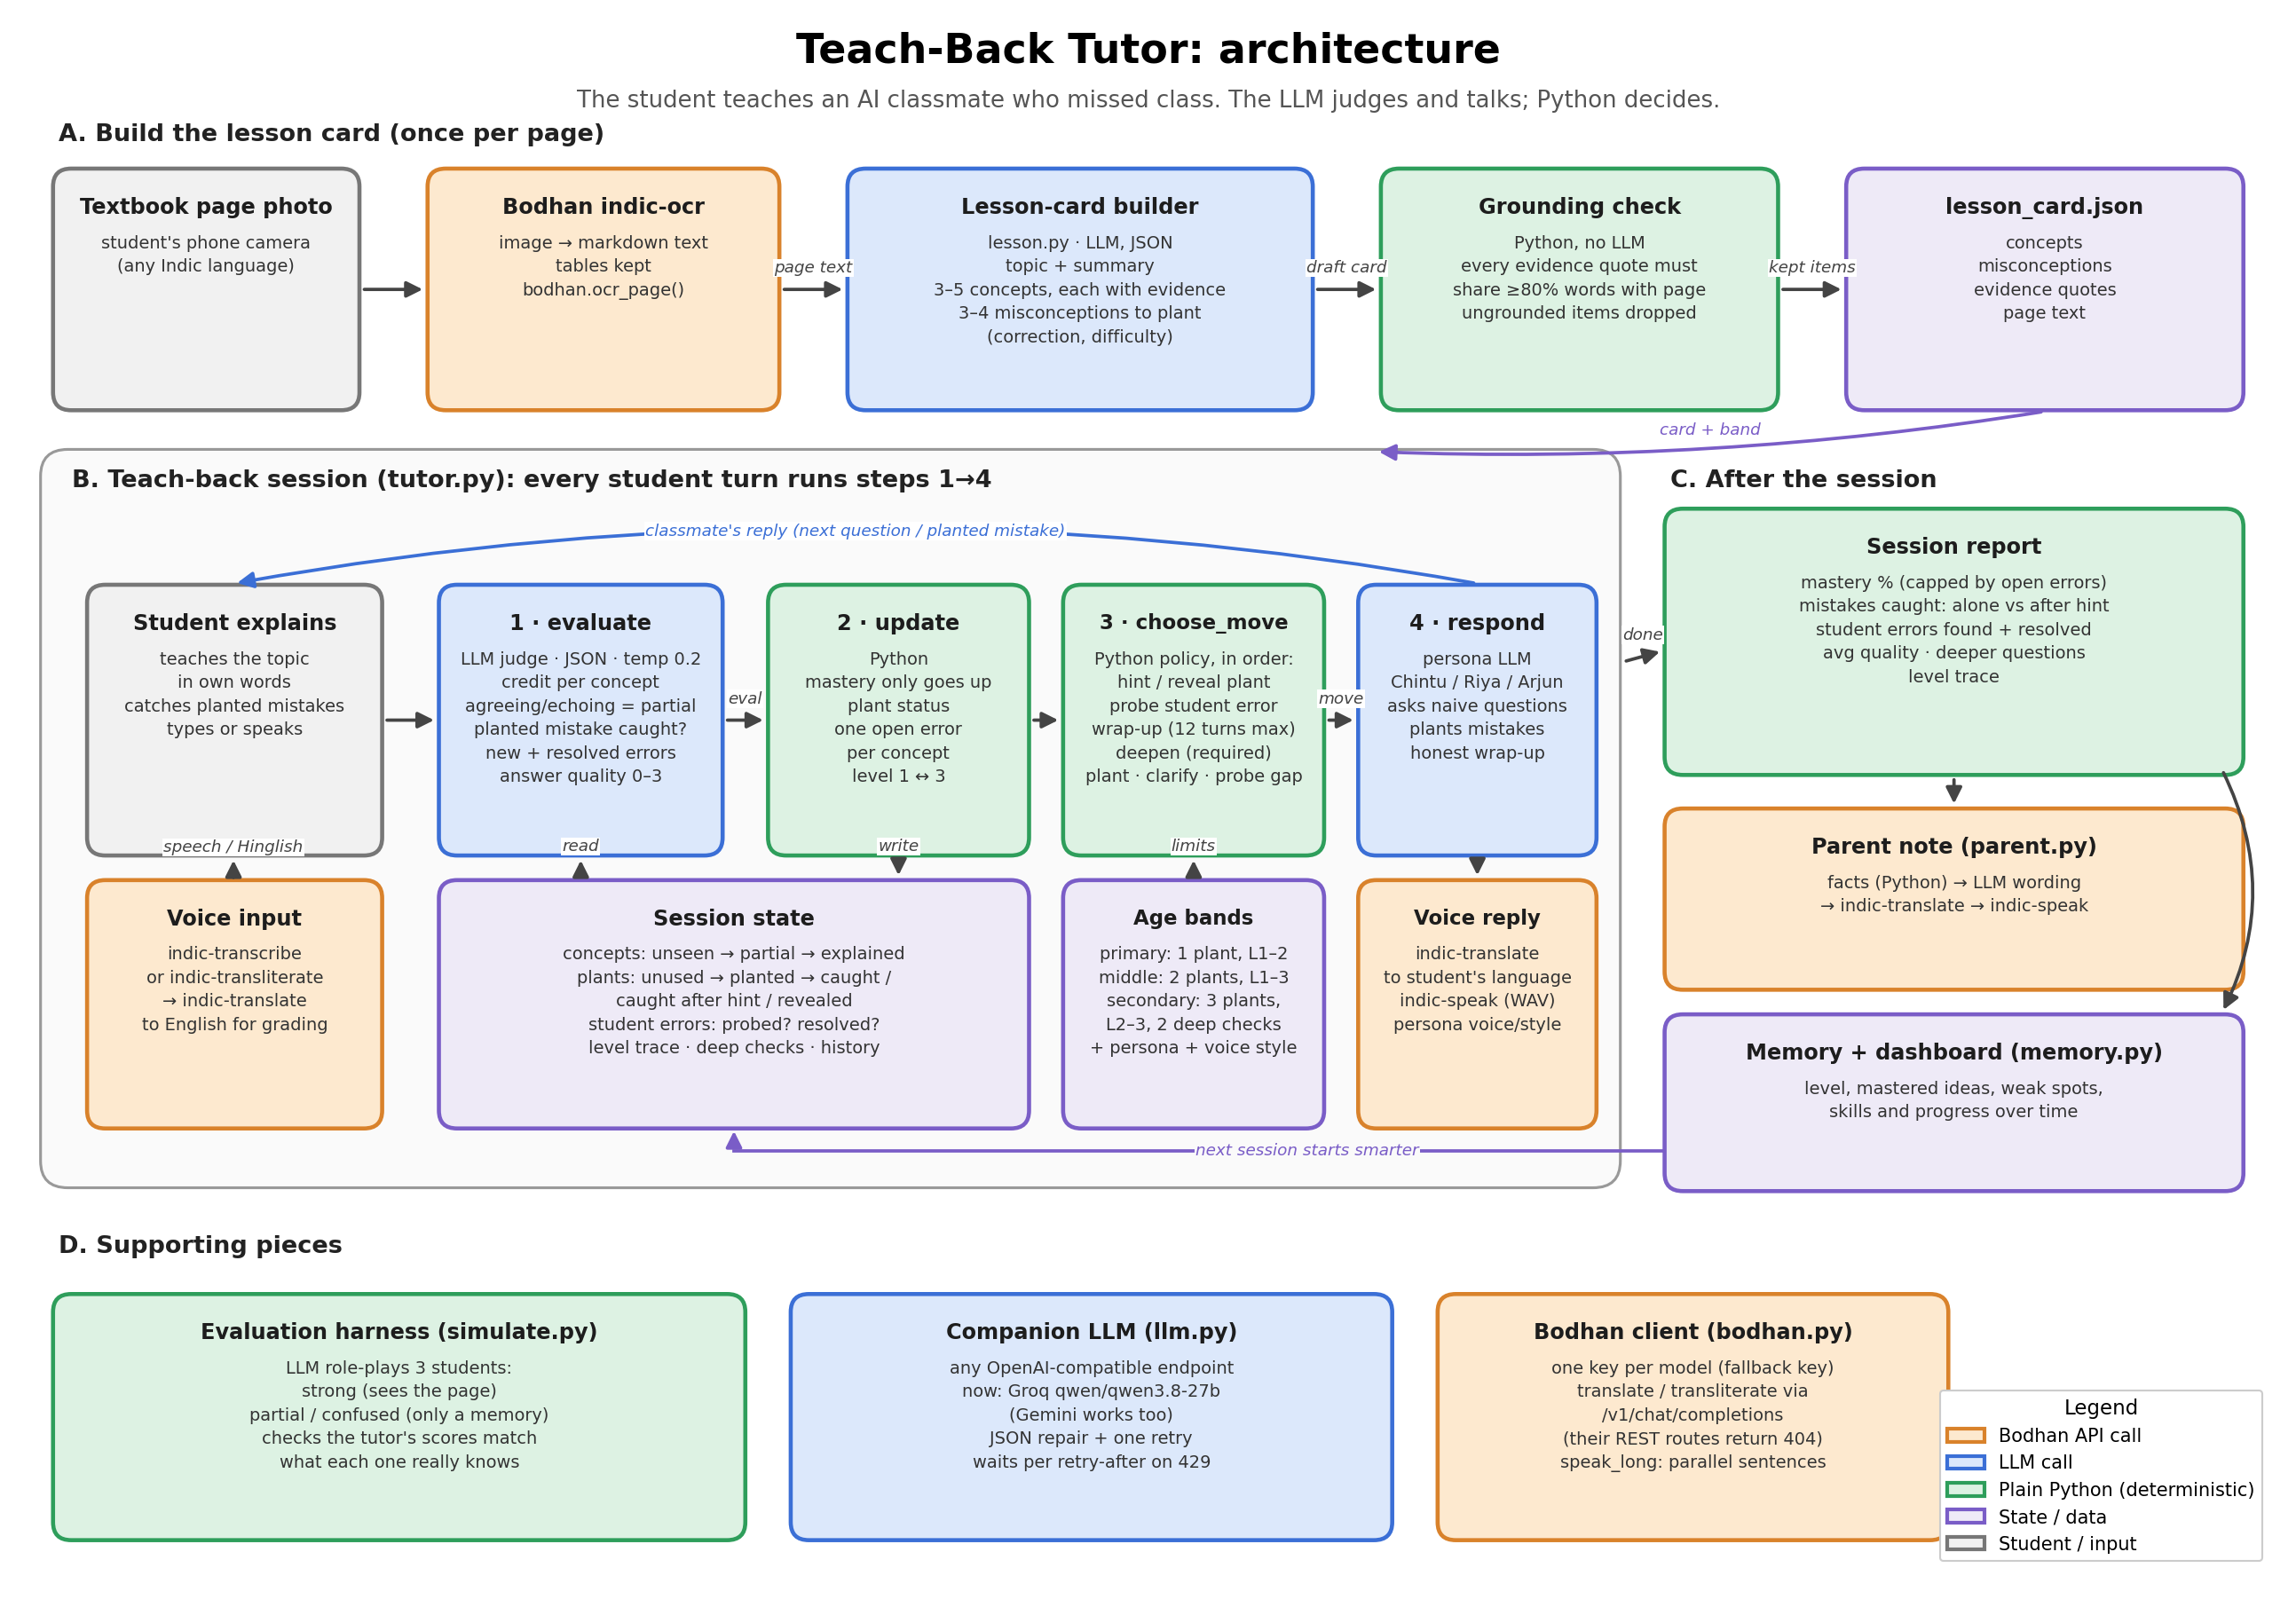 Teach-Back Tutor: architecture
The student teaches an AI classmate who missed class. The LLM judges and talks; Python decides.
A. Build the lesson card (once per page)
Textbook page photo
student's phone camera
(any Indic language)
Bodhan indic-ocr
image → markdown text
tables kept
bodhan.ocr_page()
page text
Lesson-card builder
lesson.py · LLM, JSON
topic + summary
3–5 concepts, each with evidence
3–4 misconceptions to plant
(correction, difficulty)
draft card
Grounding check
Python, no LLM
every evidence quote must
share ≥80% words with page
ungrounded items dropped
kept items
lesson_card.json
concepts
misconceptions
evidence quotes
page text
card + band
B. Teach-back session (tutor.py): every student turn runs steps 1→4
classmate's reply (next question / planted mistake)
Student explains
teaches the topic
in own words
catches planted mistakes
types or speaks
speech / Hinglish
1 · evaluate
LLM judge · JSON · temp 0.2
credit per concept
agreeing/echoing = partial
planted mistake caught?
new + resolved errors
answer quality 0–3
read
eval
2 · update
Python
mastery only goes up
plant status
one open error
per concept
level 1 ↔ 3
write
3 · choose_move
Python policy, in order:
hint / reveal plant
probe student error
wrap-up (12 turns max)
deepen (required)
plant · clarify · probe gap
limits
move
4 · respond
persona LLM
Chintu / Riya / Arjun
asks naive questions
plants mistakes
honest wrap-up
Voice input
indic-transcribe
or indic-transliterate
→ indic-translate
to English for grading
Session state
concepts: unseen → partial → explained
plants: unused → planted → caught /
caught after hint / revealed
student errors: probed? resolved?
level trace · deep checks · history
Age bands
primary: 1 plant, L1–2
middle: 2 plants, L1–3
secondary: 3 plants,
L2–3, 2 deep checks
+ persona + voice style
Voice reply
indic-translate
to student's language
indic-speak (WAV)
persona voice/style
next session starts smarter
done
C. After the session
Session report
mastery % (capped by open errors)
mistakes caught: alone vs after hint
student errors found + resolved
avg quality · deeper questions
level trace
Parent note (parent.py)
facts (Python) → LLM wording
→ indic-translate → indic-speak
Memory + dashboard (memory.py)
level, mastered ideas, weak spots,
skills and progress over time
D. Supporting pieces
Evaluation harness (simulate.py)
LLM role-plays 3 students:
strong (sees the page)
partial / confused (only a memory)
checks the tutor's scores match
what each one really knows
Companion LLM (llm.py)
any OpenAI-compatible endpoint
now: Groq qwen/qwen3.8-27b
(Gemini works too)
JSON repair + one retry
waits per retry-after on 429
Bodhan client (bodhan.py)
one key per model (fallback key)
translate / transliterate via
/v1/chat/completions
(their REST routes return 404)
speak_long: parallel sentences
Legend
Bodhan API call
LLM call
Plain Python (deterministic)
State / data
Student / input